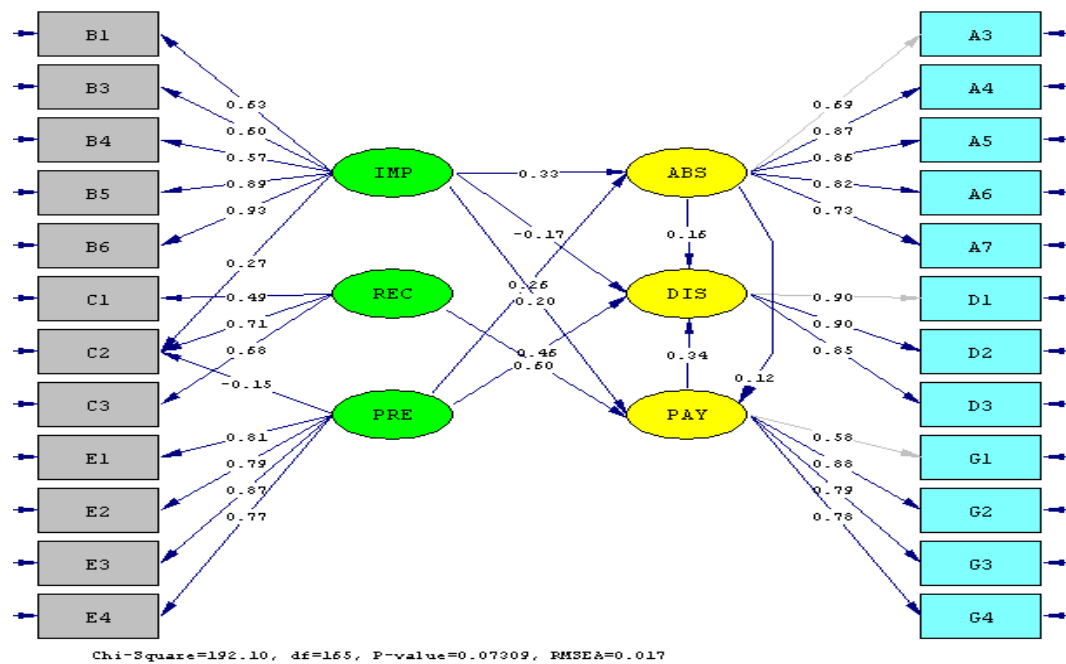 B1
A3
B3
A4
0.63
0.69
B4
A5
0.60
0.87
0.57
0.86
IMP
0.33
ABS
B5
A6
0.89
0.82
0.93
0.73
B6
A7
-0.17
0.16
0.27
C1
0.49
REC
0.26
0.20
DIS
0.90
D1
0.71
0.90
C2
0.68
0.46
0.60
0.34
0.85
D2
-0.15
0.12
C3
D3
PRE
PAY
E1
0.81
0.58
G1
0.79
0.88
0.87
0.79
E2
0.77
0.78
G2
E3
G3
E4
G4
Chi-Square=192.10, df=165, P-value=0.07309, RMSEA=0.017